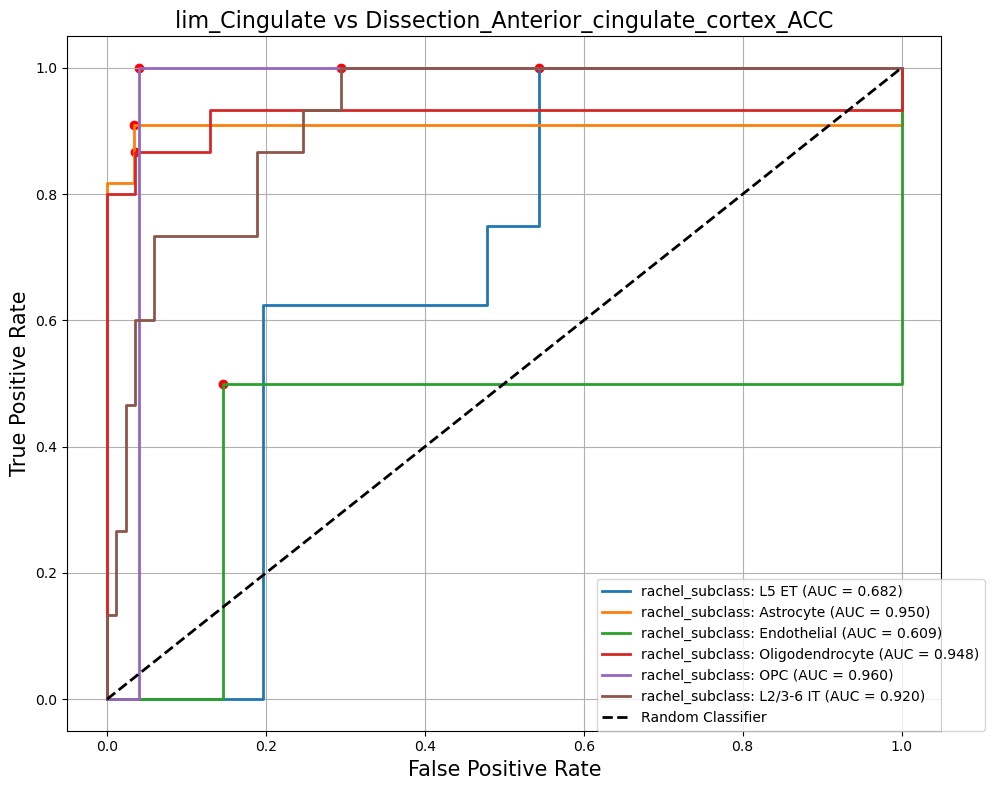 lim_Cingulate vs Dissection_Anterior_cingulate_cortex_ACC
True Positive Rate
1.0
0.8
0.6
0.4
0.2
0.0
rachel_subclass: L5 ET (AUC = 0.682)
rachel_subclass: Astrocyte (AUC = 0.950)
rachel_subclass: Endothelial (AUC = 0.609)
rachel_subclass: Oligodendrocyte (AUC = 0.948)
rachel_subclass: OPC (AUC = 0.960)
rachel_subclass: L2/3-6 IT (AUC = 0.920)
Random Classifier
0.0 0.2 0.4 0.6 0.8 1.0
False Positive Rate